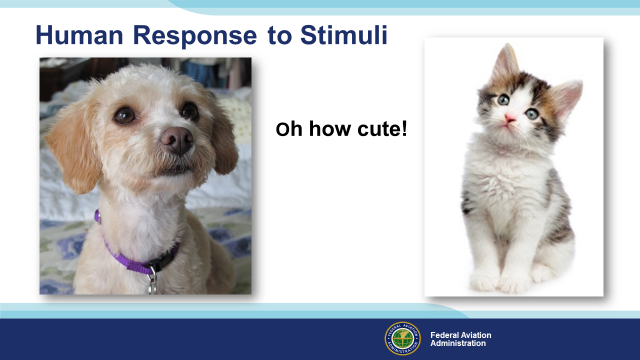 Human Response to Stimuli
Oh how cute!
Federal Aviation
Administration